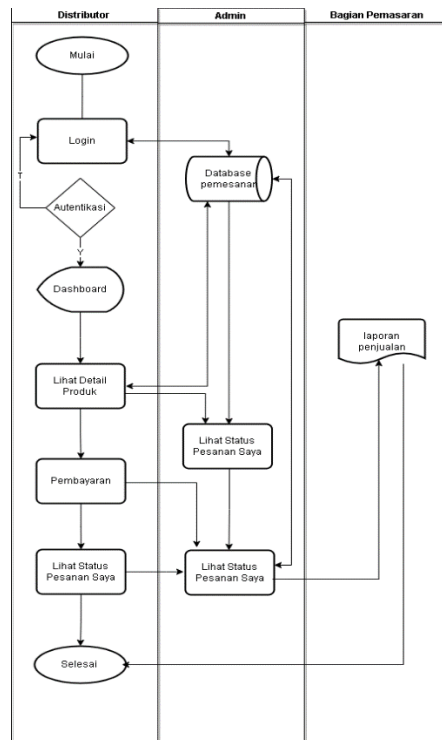 Distributor
Admin
Bagian Pemasaran
Mulai
Login
T
Autentikasi
Y
Dashboard
Lihat Detail
Produk
Pembayaran
Lihat Status
Pesanan Saya
Selesai
Database
pemesanan
Lihat Status
Pesanan Saya
Lihat Status
Pesanan Saya
laporan
penjualan